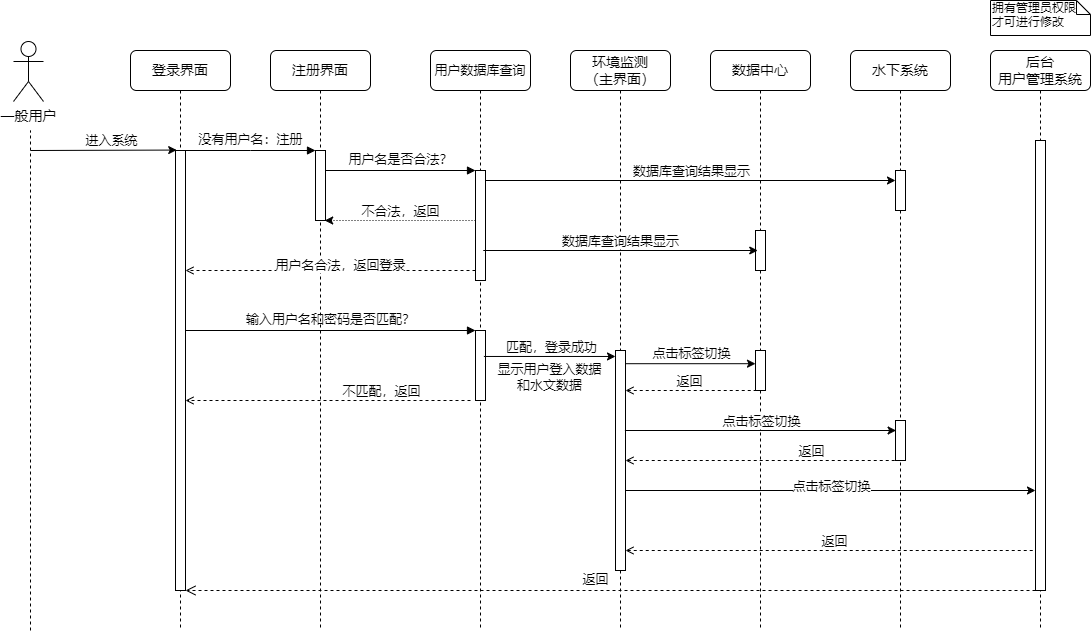 拥有管理员权限
才可进行修改
登录界面
注册界面
用户数据库查询
环境监测
（主界面）
数据中心
水下系统
后台
用户管理系统
一般用户
进入系统
没有用户名：注册
用户名是否合法?
数据库查询结果显示
不合法，返回
数据库查询结果显示
用户名合法，返回登录
输入用户名和密码是否匹配?
匹配，登录成功
显示用户登入数据
和水文数据
点击标签切换
返回
不匹配，返回
点击标签切换
返回
点击标签切换
返回
返回